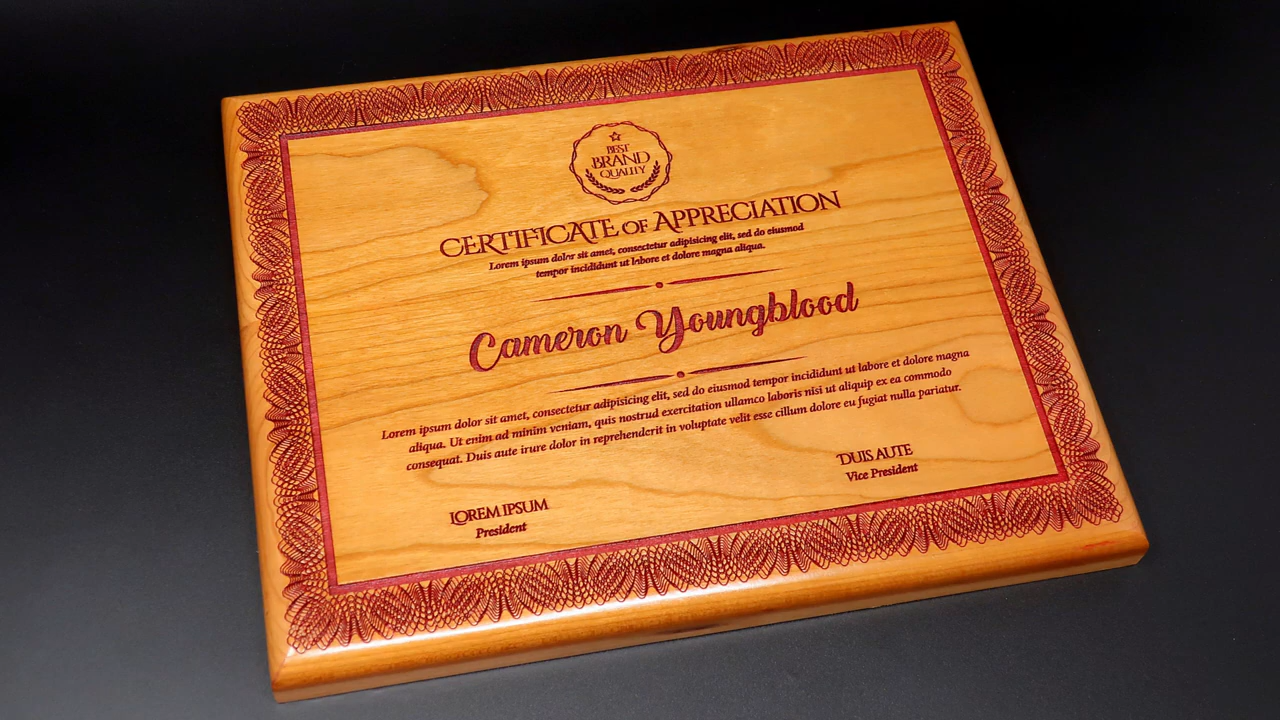 BEST
BRAND
QUALITY
CERTIFICATE OF APPRECIATION
Lorem ipsum dolor sit amet, consectetur adipisicing elit, sed do eiusmod
tempor incididunt ut labore et dolore magna aliqua.
Cameron Youngblood
Lorem ipsum dolor sit amet, consectetur adipisicing elit, sed do eiusmod tempor incididunt ut labore et dolore magna
aliqua. Ut enim ad minim veniam, quis nostrud exercitation ullamco laboris nisi ut aliquip ex ea commodo
consequat. Duis aute irure dolor in reprehenderit in voluptate velit esse cillum dolore eu fugiat nulla pariatur.
LOREM IPSUM
President
DUIS AUTE
Vice President